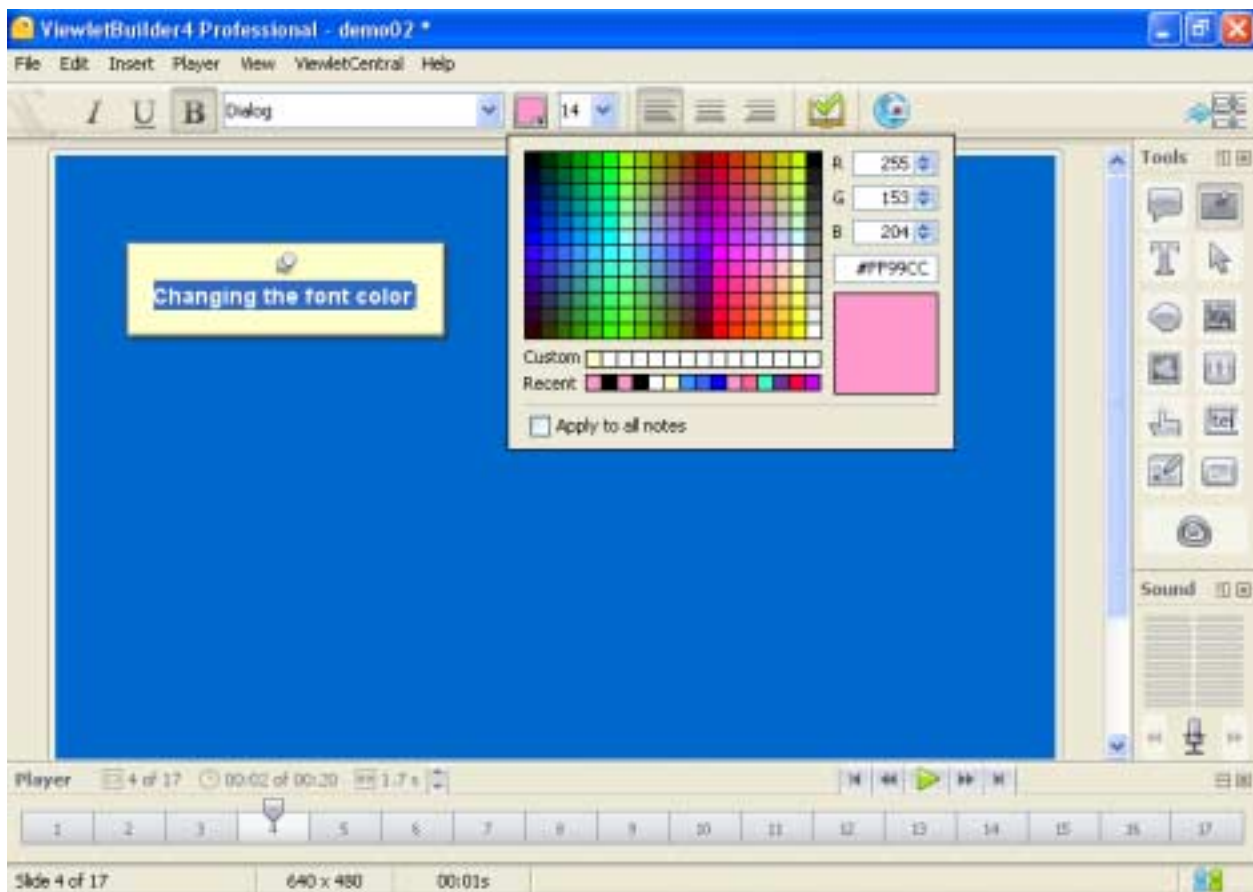 ViewletBuilder4 Professional - demo02 *
File Edit Insert Player View ViewletCentral Help
I U B Dialog 14
R 255
G 153
B 204
#FF99CC
Custom
Recent
Apply to all notes
Changing the font color
Tools
T
Sound
Player 4 of 17 00:02 of 00:20 1.7 s
1 2 3 4 5 6 7 8 9 10 11 12 13 14 15 16 17
Slide 4 of 17 640 x 480 00:01s